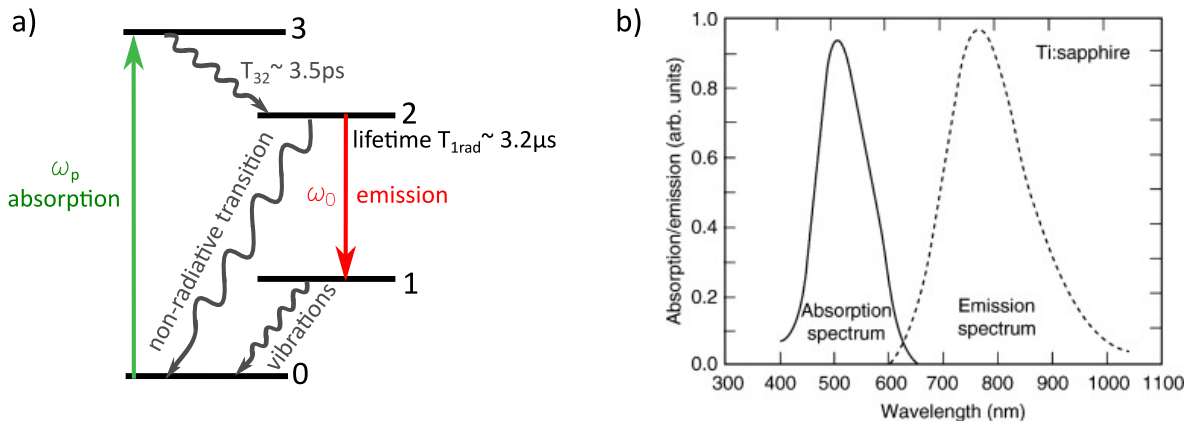 a)
3
T32~ 3.5ps
2
lifetime T1rad~ 3.2μs
ωp
absorption
non-radiative transition
ω0
emission
1
vibrations
0
b)
Absorption/emission (arb. units)
1.0
0.8
0.6
0.4
0.2
0.0
Ti:sapphire
Absorption
spectrum
Emission
spectrum
300 400 500 600 700 800 900 1000 1100
Wavelength (nm)